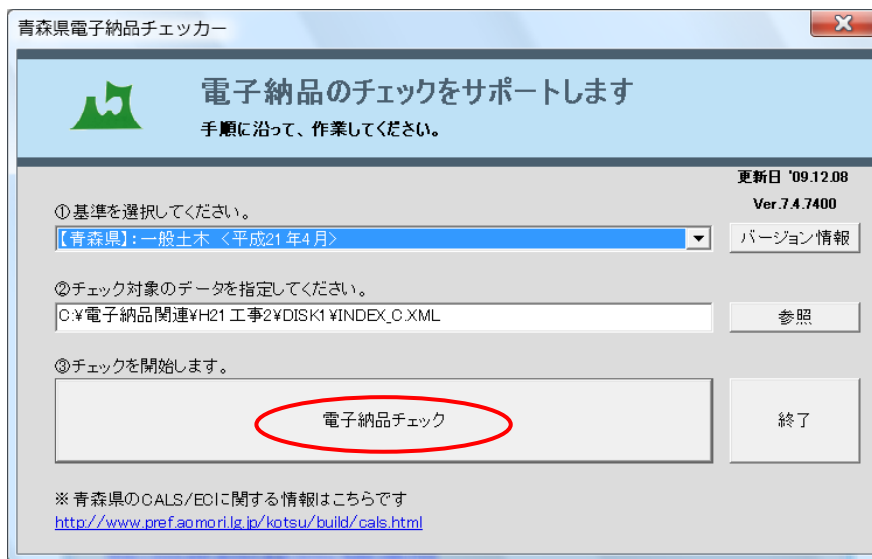 青森県電子納品チェッカー
電子納品のチェックをサポートします
手順に沿って、作業してください。
更新日 '09.12.08
Ver.7.4.7400
①基準を選択してください。
【青森県】:一般土木 <平成21年4月>
バージョン情報
②チェック対象のデータを指定してください。
C:¥電子納品関連¥H21工事2¥DISK1¥INDEX_C.XML
参照
③チェックを開始します。
電子納品チェック
終了
※青森県のCALS/ECに関する情報はこちらです
http://www.pref.aomori.lg.jp/kotsu/build/cals.html